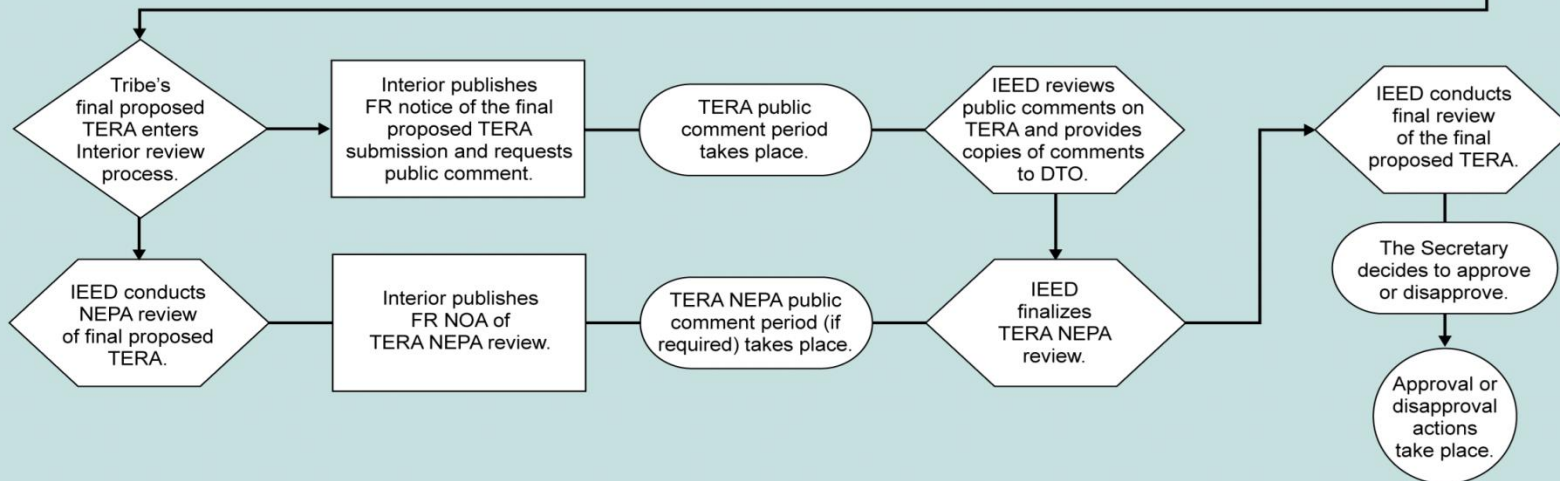 Tribe's
final proposed
TERA enters
Interior review
process.
Interior publishes
FR notice of the final
proposed TERA
submission and requests
public comment.
TERA public
comment period
takes place.
IEED reviews
public comments on
TERA and provides
copies of comments
to DTO.
IEED conducts
final review
of the final
proposed TERA.
IEED conducts
NEPA review
of final proposed
TERA.
Interior publishes
FR NOA of
TERA NEPA review.
TERA NEPA public
comment period (if
required) takes place.
IEED
finalizes
TERA NEPA
review.
The Secretary
decides to approve
or disapprove.
Approval or
disapproval
actions
take place.